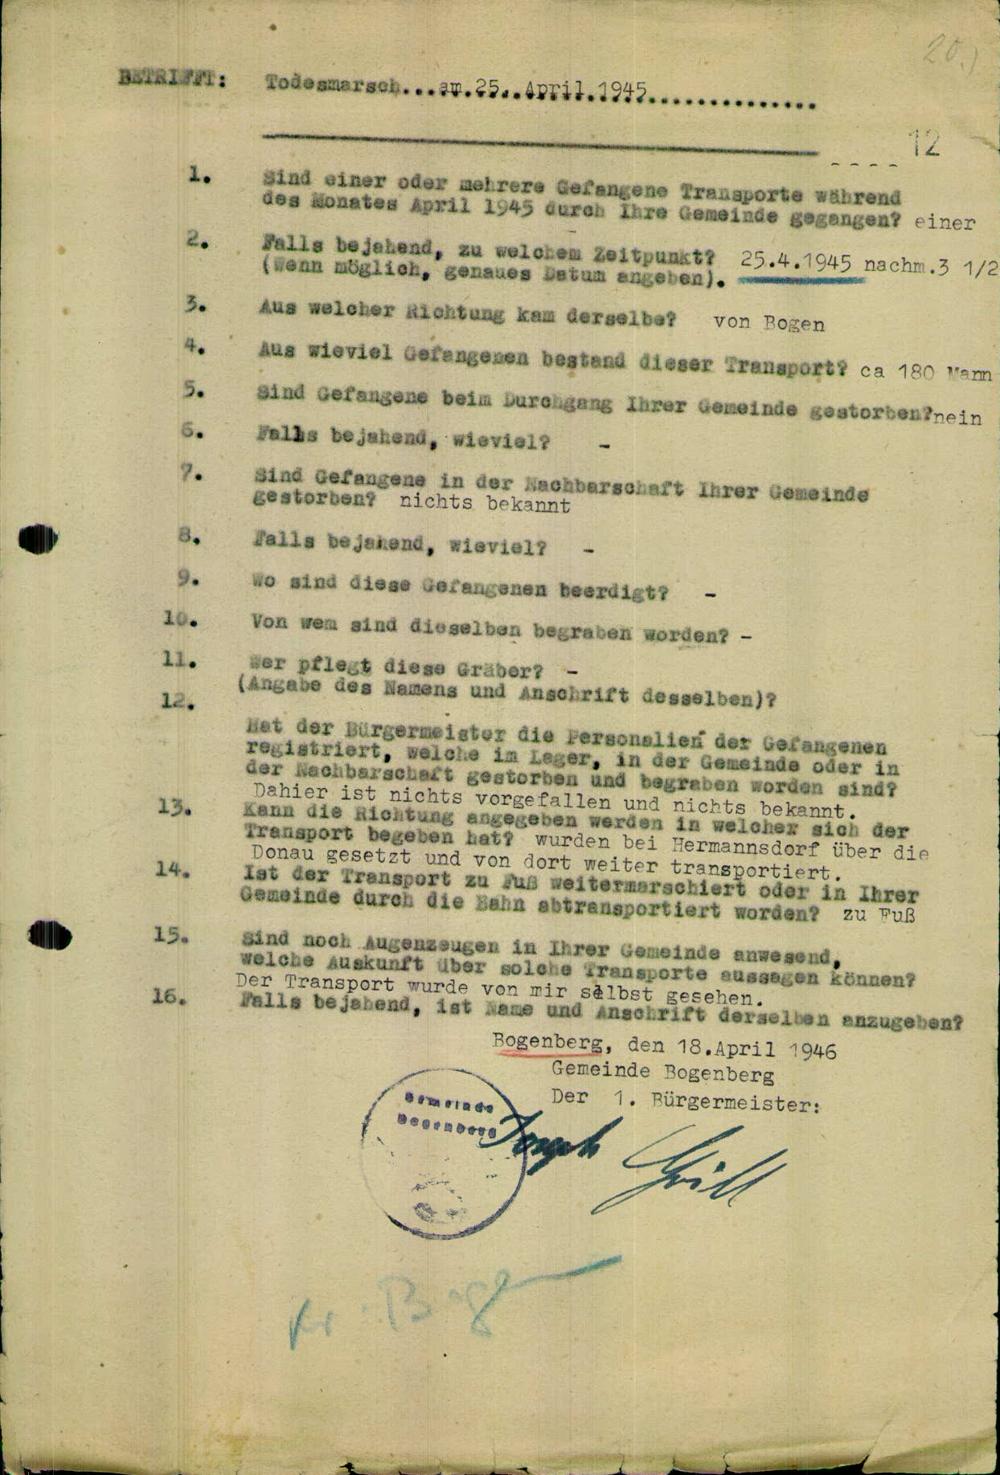 20.)
BETRIFFT: Todesmarsch...am.25..April.1945...............
12
1. Sind einer oder mehrere Gefangene Transporte während
des Monates April 1945 durch Ihre Gemeinde gegangen? einer
2. Falls bejahend, zu welchem Zeitpunkt? 25.4.1945 nachm.3 1/2
(wenn möglich, genaues Datum angeben).
3. Aus welcher Richtung kam derselbe? von Bogen
4. Aus wieviel Gefangenen bestand dieser Transport? ca 180 Mann
5. Sind Gefangene beim Durchgang Ihrer Gemeinde gestorben?nein
6. Falls bejahend, wieviel? -
7. Sind Gefangene in der Nachbarschaft Ihrer Gemeinde
gestorben? nichts bekannt
8. Falls bejahend, wieviel? -
9. Wo sind diese Gefangenen beerdigt? -
10. Von wem sind dieselben begraben worden? -
11. Wer pflegt diese Gräber? -
(Angabe des Namens und Anschrift desselben)?
12.
Hat der Bürgermeister die Personalien der Gefangenen
registriert, welche im Lager, in der Gemeinde oder in
der Nachbarschaft gestorben und begraben worden sind?
Dahier ist nichts vorgefallen und nichts bekannt.
13. Kann die Richtung angegeben werden in welcher sich der
Transport begeben hat? wurden bei Hermannsdorf über die
Donau gesetzt und von dort weiter transportiert.
14. Ist der Transport zu Fuß weitermarschiert oder in Ihrer
Gemeinde durch die Bahn abtransportiert worden? zu Fuß
15. Sind noch Augenzeugen in Ihrer Gemeinde anwesend,
welche Auskunft über solche Transporte aussagen können?
Der Transport wurde von mir selbst gesehen.
16. Falls bejahend, ist Name und Anschrift derselben anzugeben?
Bogenberg, den 18.April 1946
Gemeinde Bogenberg
Der 1. Bürgermeister:
Gemeinde
Bogenberg
Joseph Grill
Kr. Bogen